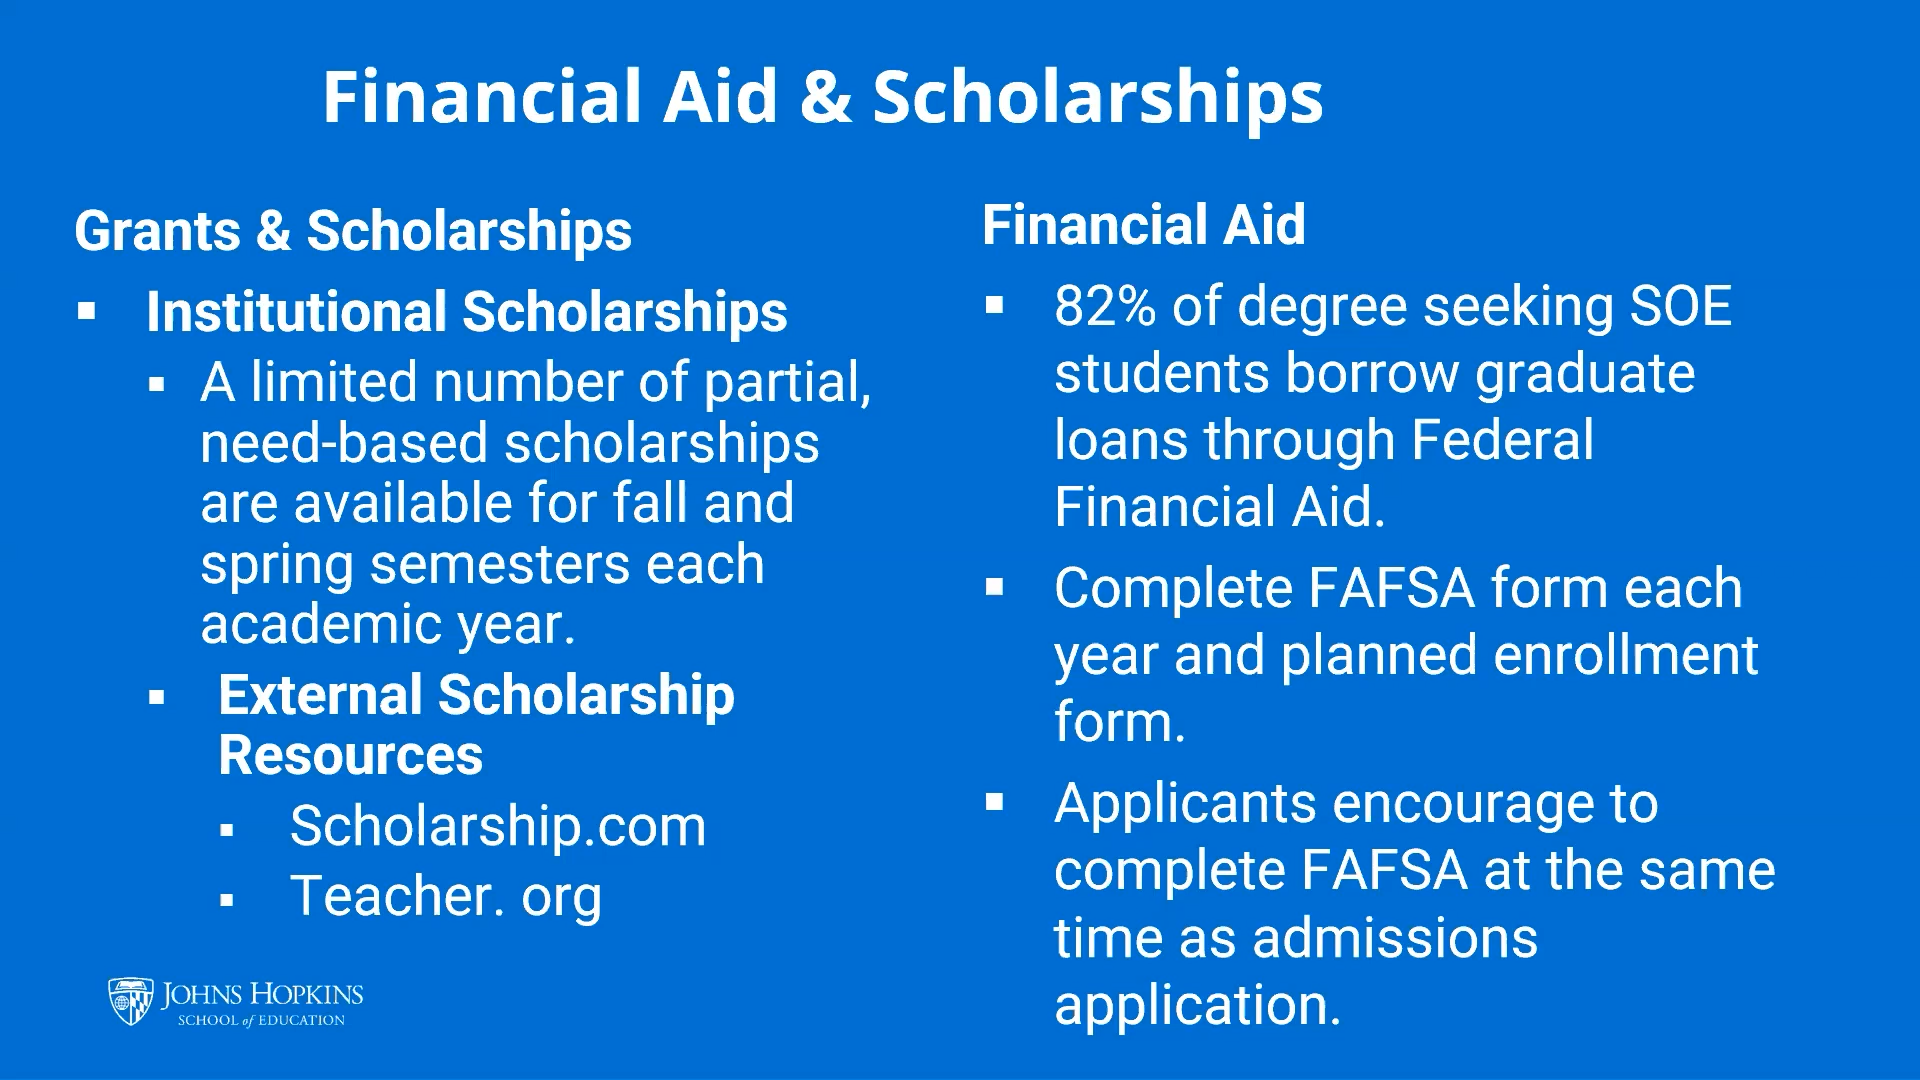 Financial Aid & Scholarships
Grants & Scholarships
Institutional Scholarships
A limited number of partial,
need-based scholarships
are available for fall and
spring semesters each
academic year.
External Scholarship
Resources
Scholarship.com
Teacher. org
Financial Aid
82% of degree seeking SOE
students borrow graduate
loans through Federal
Financial Aid.
Complete FAFSA form each
year and planned enrollment
form.
Applicants encourage to
complete FAFSA at the same
time as admissions
application.
JOHNS HOPKINS
SCHOOL of EDUCATION